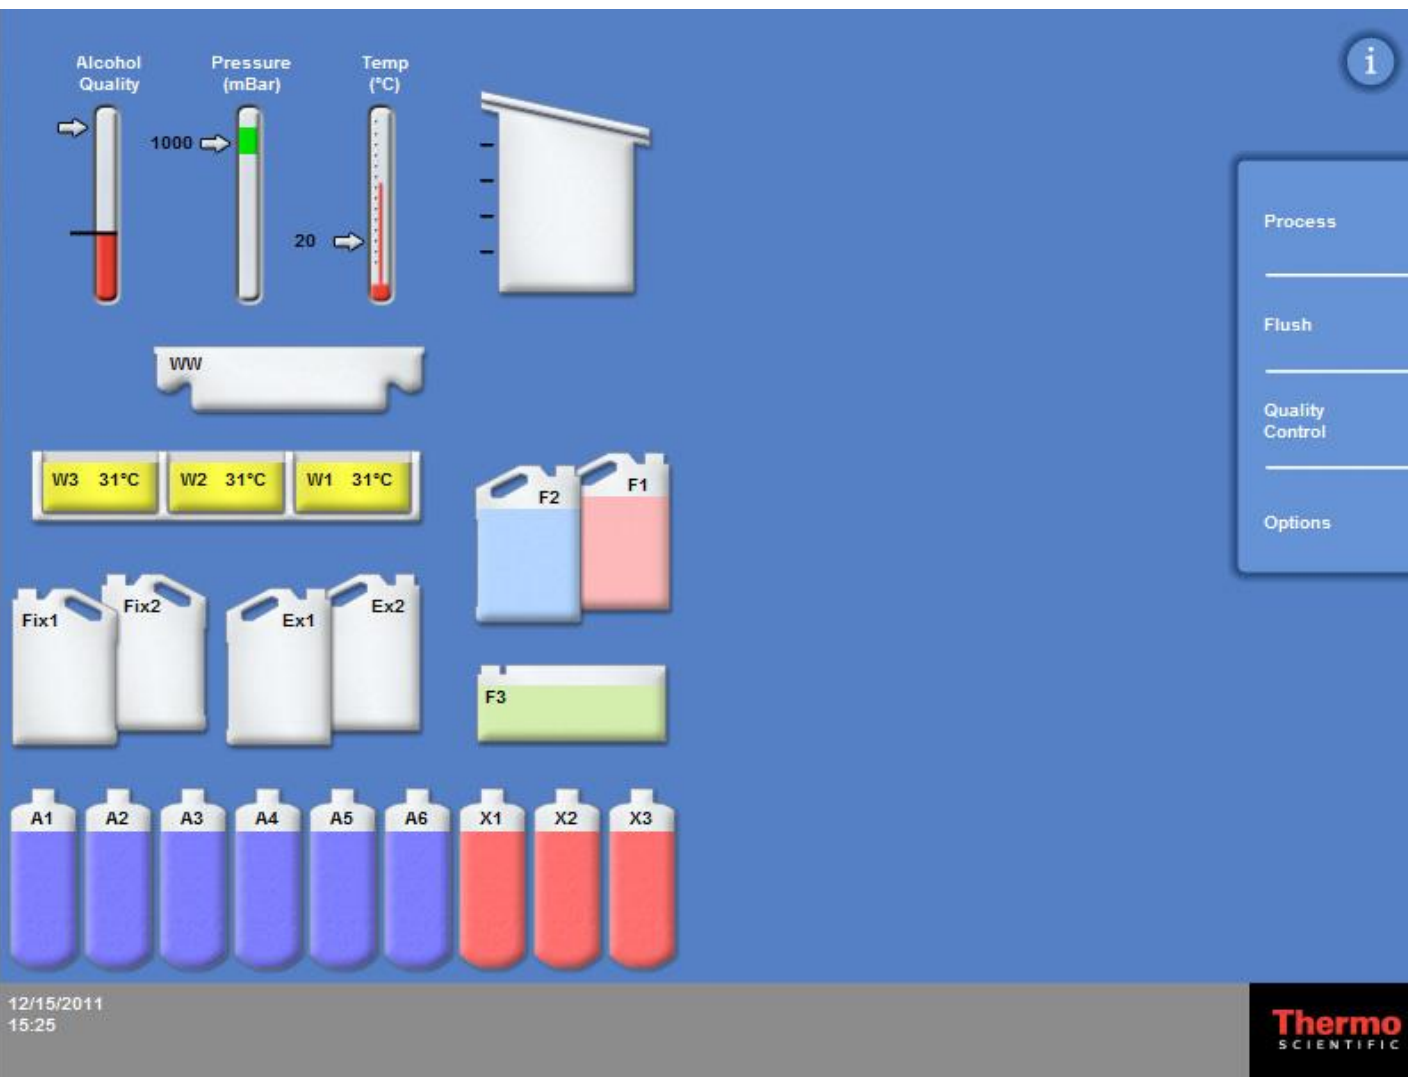 Alcohol
Quality
Pressure
(mBar)
Temp
(°C)
i
1000
20
Process
Flush
Quality
Control
Options
WW
W3 31°C
W2 31°C
W1 31°C
F2
F1
Fix1
Fix2
Ex1
Ex2
F3
A1
A2
A3
A4
A5
A6
X1
X2
X3
12/15/2011
15:25
Thermo
SCIENTIFIC